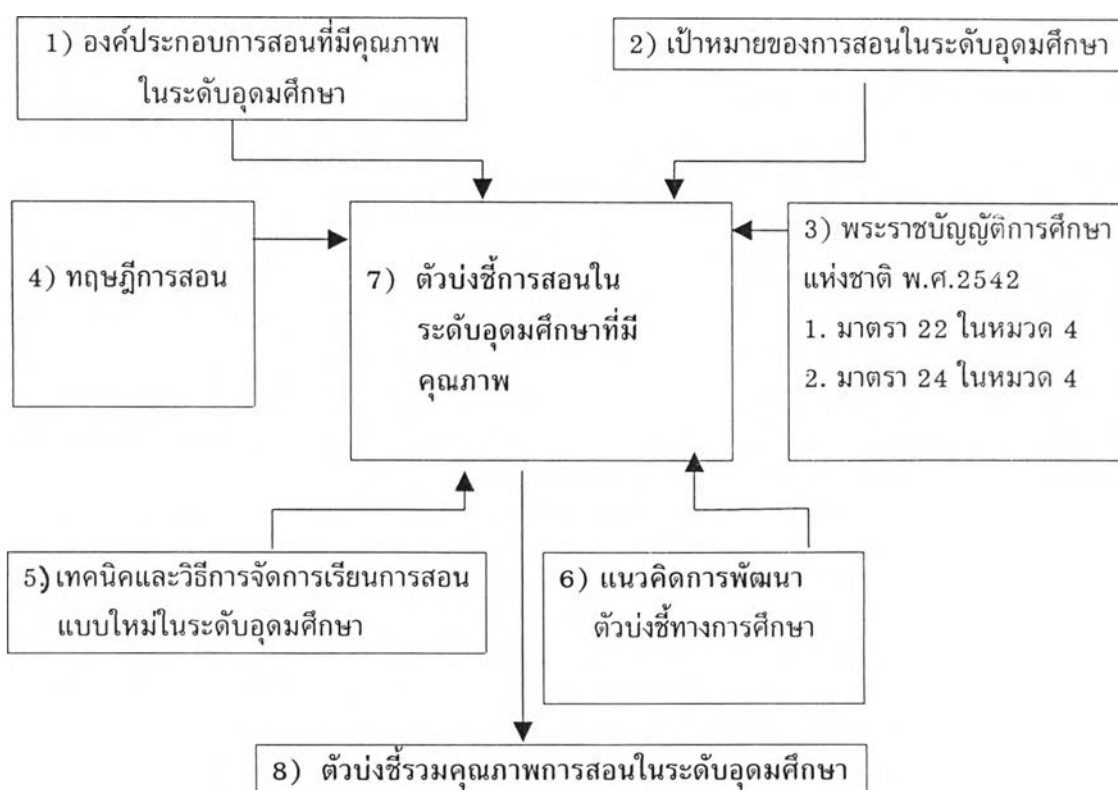 1) องค์ประกอบการสอนที่มีคุณภาพ
ในระดับอุดมศึกษา
2) เป้าหมายของการสอนในระดับอุดมศึกษา
3) พระราชบัญญัติการศึกษา
แห่งชาติ พ.ศ.2542
1. มาตรา 22 ในหมวด 4
2. มาตรา 24 ในหมวด 4
4) ทฤษฎีการสอน
7) ตัวบ่งชี้การสอนใน
ระดับอุดมศึกษาที่มี
คุณภาพ
5) เทคนิคและวิธีการจัดการเรียนการสอน
แบบใหม่ในระดับอุดมศึกษา
6) แนวคิดการพัฒนา
ตัวบ่งชี้ทางการศึกษา
8) ตัวบ่งชี้รวมคุณภาพการสอนในระดับอุดมศึกษา